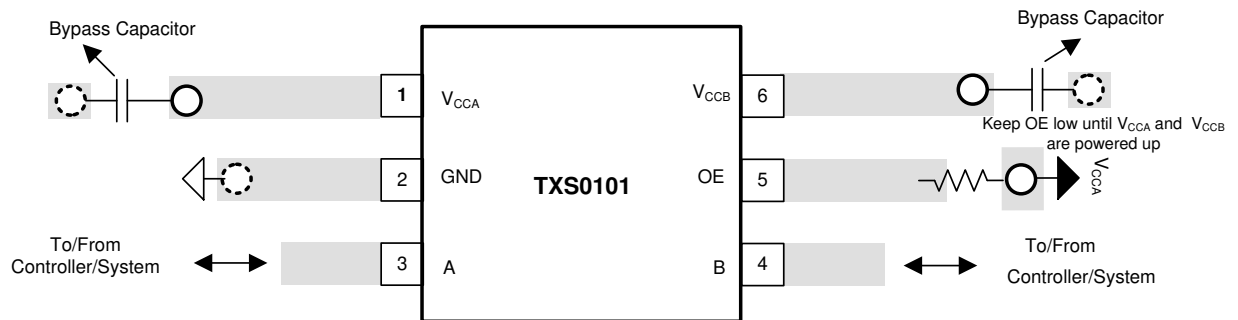 Bypass Capacitor
Bypass Capacitor
1
VCCA
VCCB
6
Keep OE low until VCCA and VCCB
are powered up
2
GND
TXS0101
OE
5
VCCA
To/From
Controller/System
3
A
B
4
To/From
Controller/System